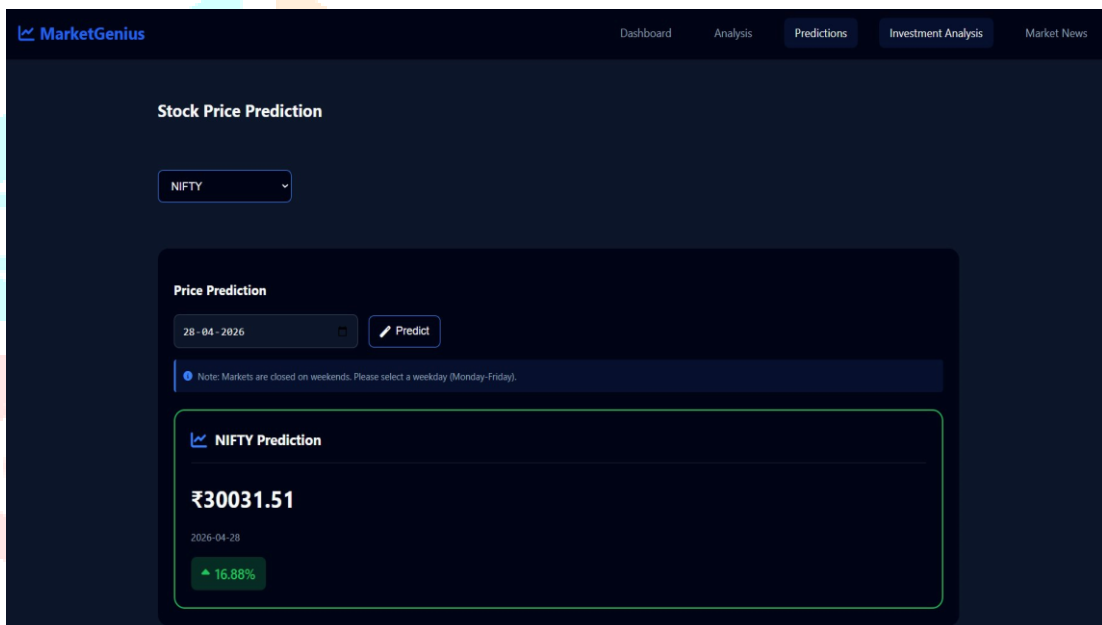 MarketGenius Dashboard Analysis Predictions Investment Analysis Market News
Stock Price Prediction
NIFTY
Price Prediction
28-04-2026 Predict
Note: Markets are closed on weekends. Please select a weekday (Monday-Friday).
NIFTY Prediction
₹30031.51
2026-04-28
16.88%